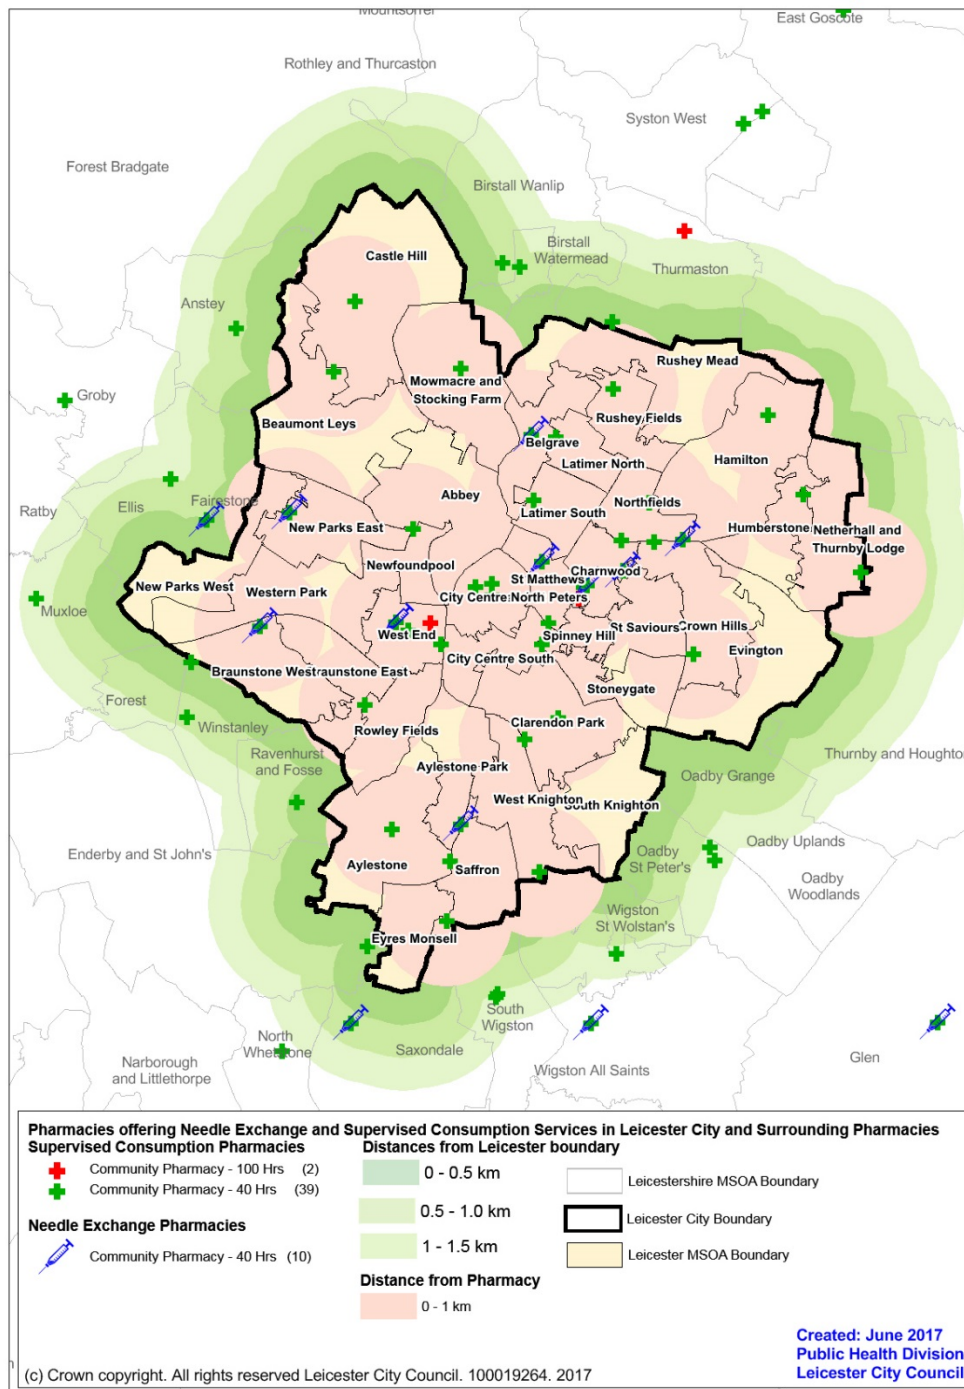 Mountsorrel
East Goscote
Rothley and Thurcaston
Syston West
Forest Bradgate
Birstall Wanlip
Birstall
Watermead
Castle Hill
Thurmaston
Anstey
Rushey Mead
Mowmacre and
Stocking Farm
Groby
Rushey Fields
Beaumont Leys
Belgrave
Latimer North
Hamilton
Abbey
Ratby
Ellis
Fairestone
New Parks East
Latimer South
Northfields
Humberstone
Netherhall and
Thurnby Lodge
Newfoundpool
St Matthews
Charnwood
New Parks West
Western Park
City Centre North
St Peters
Muxloe
West End
Spinney Hill
St Saviours
Crown Hills
Evington
City Centre South
Braunstone West
Braunstone East
Stoneygate
Forest
Winstanley
Rowley Fields
Clarendon Park
Ravenhurst
and Fosse
Thurnby and Houghton
Aylestone Park
Oadby Grange
West Knighton
South Knighton
Enderby and St John's
Oadby Uplands
Aylestone
Saffron
Oadby
St Peter's
Oadby
Woodlands
Wigston
St Wolstan's
Eyres Monsell
South
Wigston
North
Whetstone
Saxondale
Glen
Narborough
and Littlethorpe
Wigston All Saints
Pharmacies offering Needle Exchange and Supervised Consumption Services in Leicester City and Surrounding Pharmacies
Supervised Consumption Pharmacies
Community Pharmacy - 100 Hrs (2)
Community Pharmacy - 40 Hrs (39)
Needle Exchange Pharmacies
Community Pharmacy - 40 Hrs (10)
Distances from Leicester boundary
0 - 0.5 km
0.5 - 1.0 km
1 - 1.5 km
Distance from Pharmacy
0 - 1 km
Leicestershire MSOA Boundary
Leicester City Boundary
Leicester MSOA Boundary
Created: June 2017
Public Health Division
Leicester City Council
(c) Crown copyright. All rights reserved Leicester City Council. 100019264. 2017